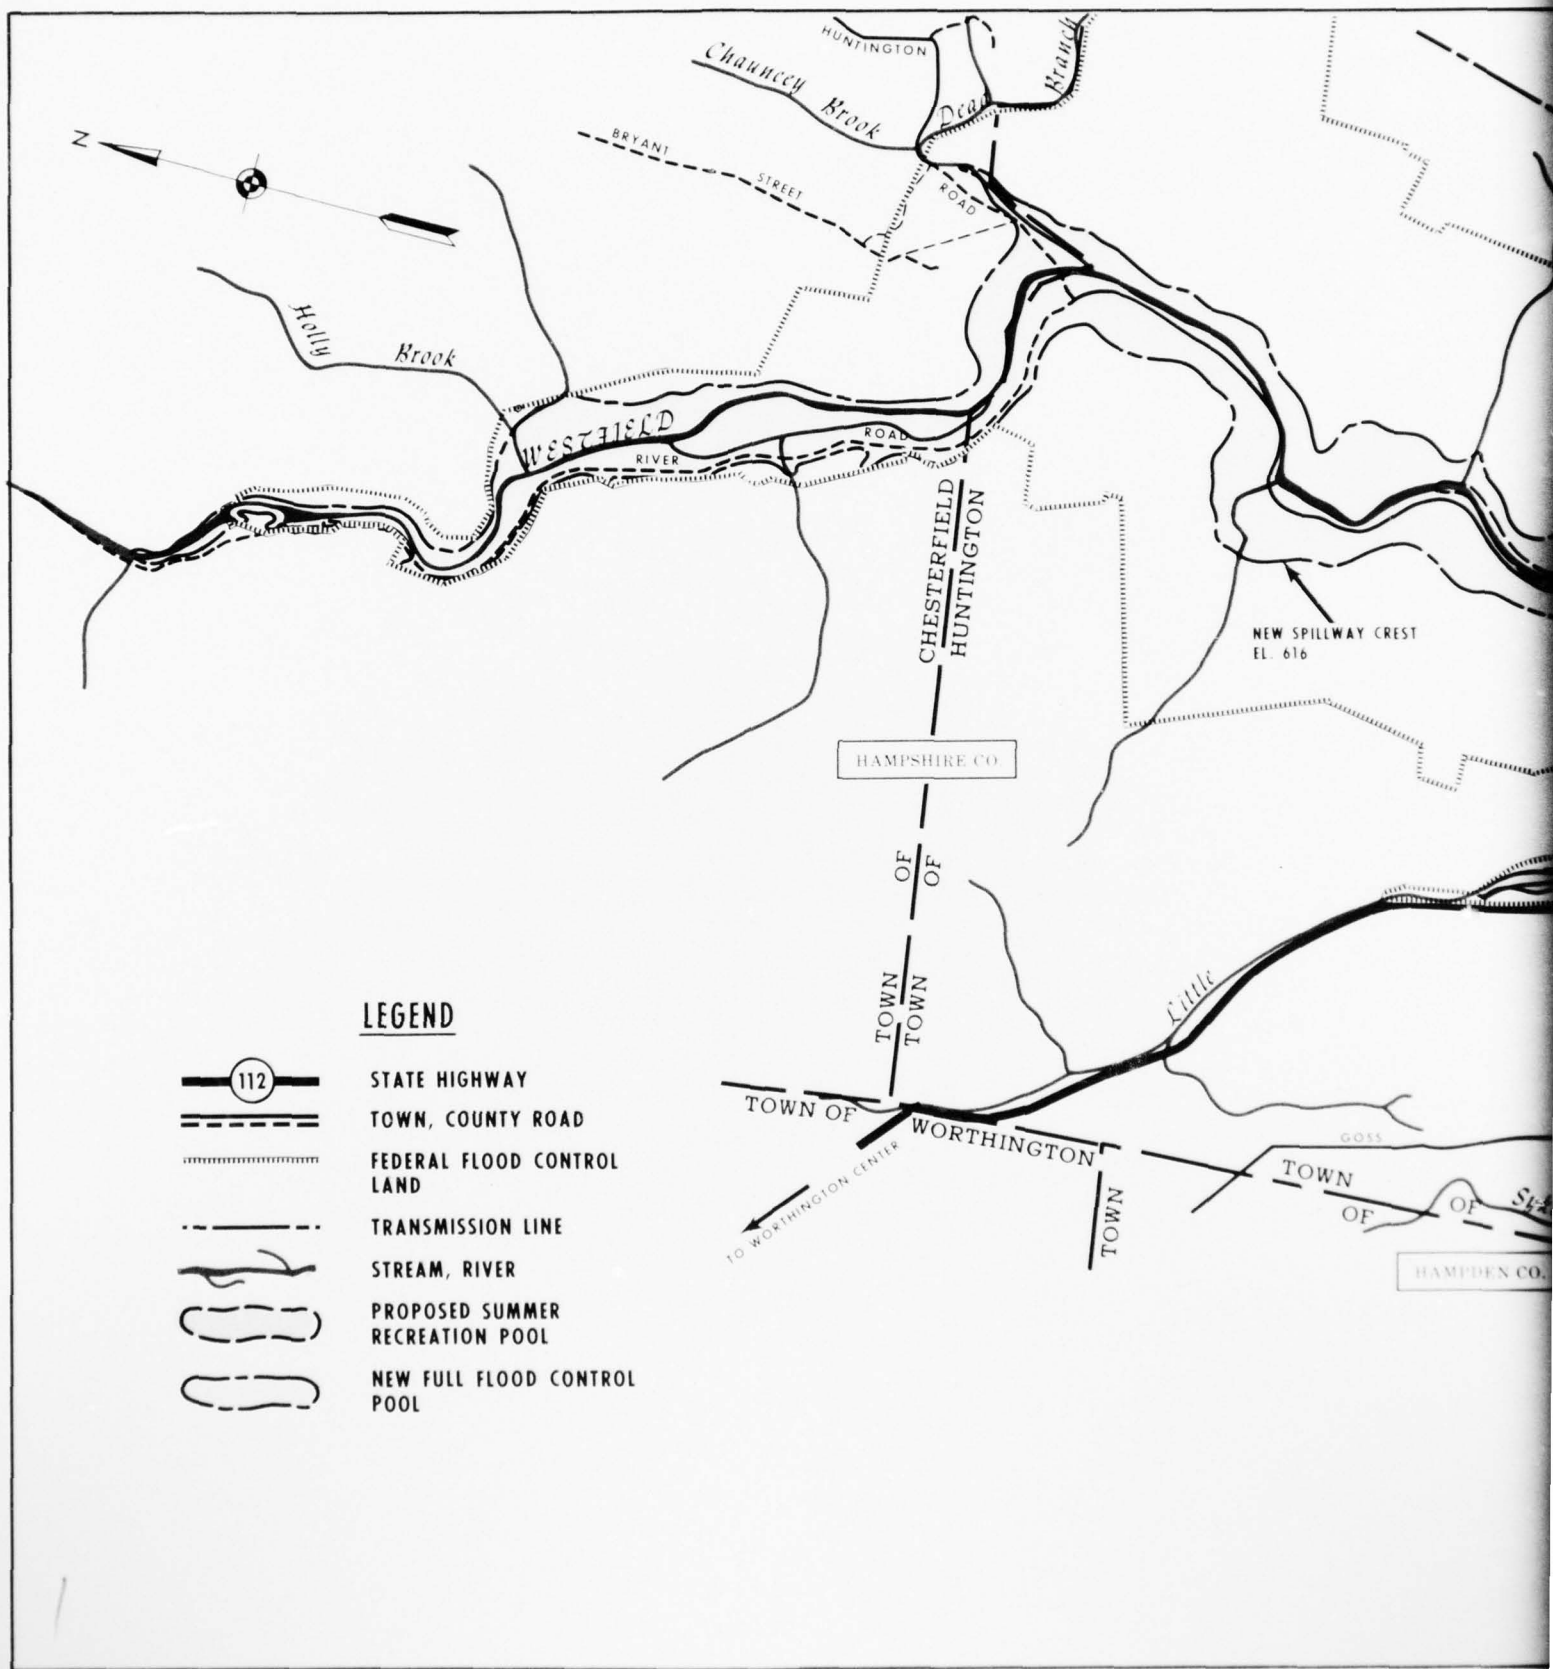 HUNTINGTON
Chauncey Brook
Dead Branch
Z
BRYANT STREET
ROAD
Holly Brook
WESTFIELD
RIVER ROAD
CHESTERFIELD
HUNTINGTON
NEW SPILLWAY CREST
EL. 616
HAMPSHIRE CO.
OF
OF
TOWN
TOWN
Little
LEGEND
112
STATE HIGHWAY
TOWN, COUNTY ROAD
FEDERAL FLOOD CONTROL
LAND
TRANSMISSION LINE
STREAM, RIVER
PROPOSED SUMMER
RECREATION POOL
NEW FULL FLOOD CONTROL
POOL
TOWN OF WORTHINGTON
TO WORTHINGTON CENTER
TOWN
GOSS
TOWN OF
OF
HAMPDEN CO.